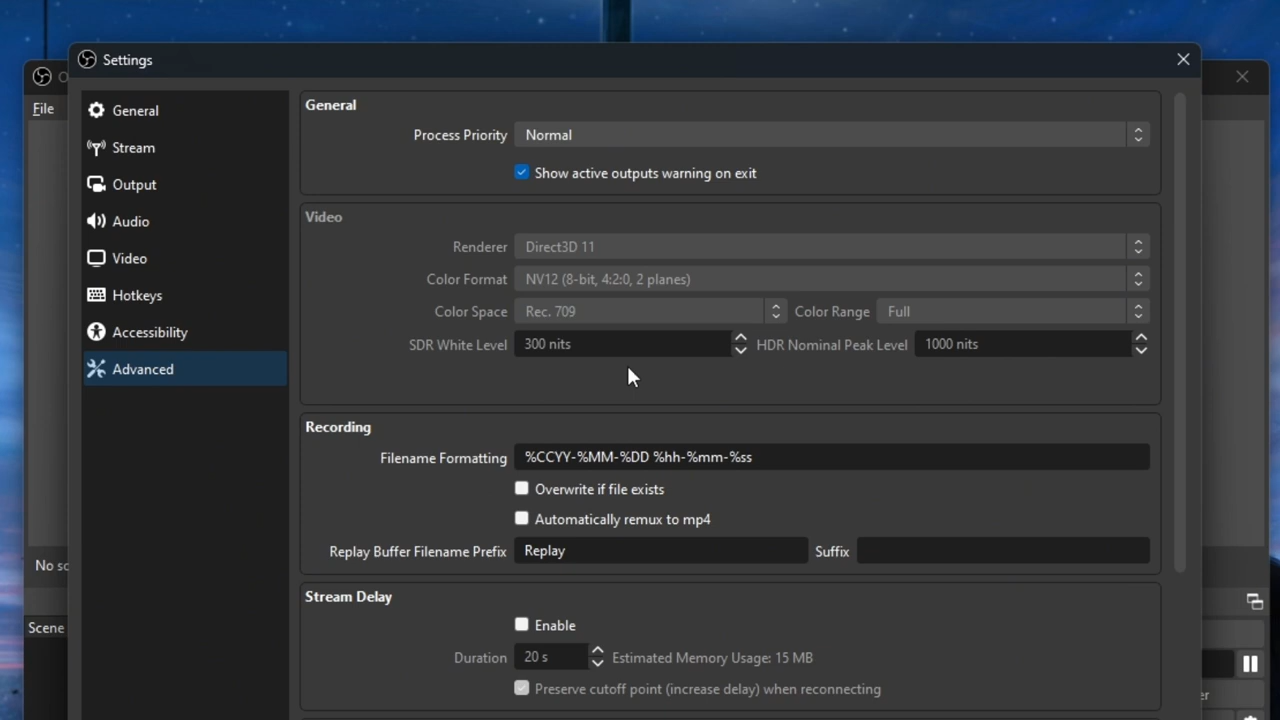 Settings
File
General
Stream
Output
Audio
Video
Hotkeys
Accessibility
Advanced
General
Process Priority Normal
Show active outputs warning on exit
Video
Renderer Direct3D 11
Color Format NV12 (8-bit, 4:2:0, 2 planes)
Color Space Rec. 709 Color Range Full
SDR White Level 300 nits HDR Nominal Peak Level 1000 nits
Recording
Filename Formatting %CCYY-%MM-%DD %hh-%mm-%ss
Overwrite if file exists
Automatically remux to mp4
Replay Buffer Filename Prefix Replay Suffix
Stream Delay
Enable
Duration 20 s Estimated Memory Usage: 15 MB
Preserve cutoff point (increase delay) when reconnecting
No
Scene